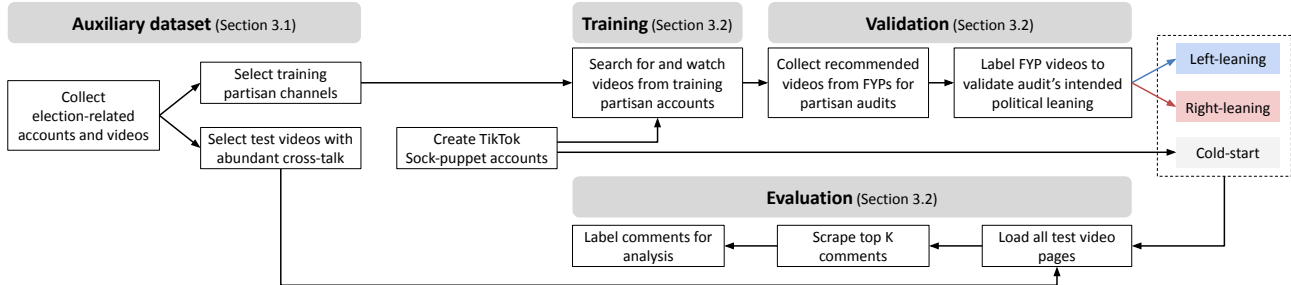 Auxiliary dataset (Section 3.1)
Training (Section 3.2)
Validation (Section 3.2)
Collect
election-related
accounts and videos
Select training
partisan channels
Select test videos with
abundant cross-talk
Search for and watch
videos from training
partisan accounts
Create TikTok
Sock-puppet accounts
Collect recommended
videos from FYPs for
partisan audits
Label FYP videos to
validate audit's intended
political leaning
Left-leaning
Right-leaning
Cold-start
Evaluation (Section 3.2)
Label comments for
analysis
Scrape top K
comments
Load all test video
pages